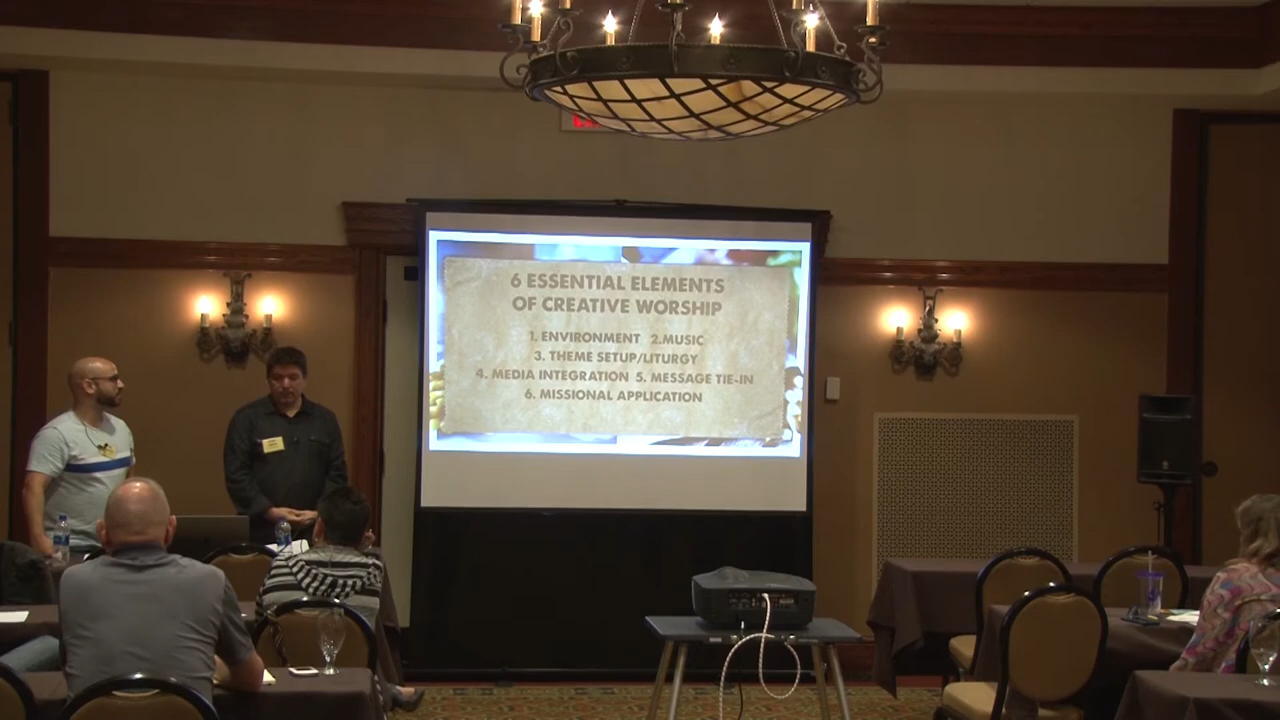 6 ESSENTIAL ELEMENTS
OF CREATIVE WORSHIP
1. ENVIRONMENT 2.MUSIC
3. THEME SETUP/LITURGY
4. MEDIA INTEGRATION 5. MESSAGE TIE-IN
6. MISSIONAL APPLICATION